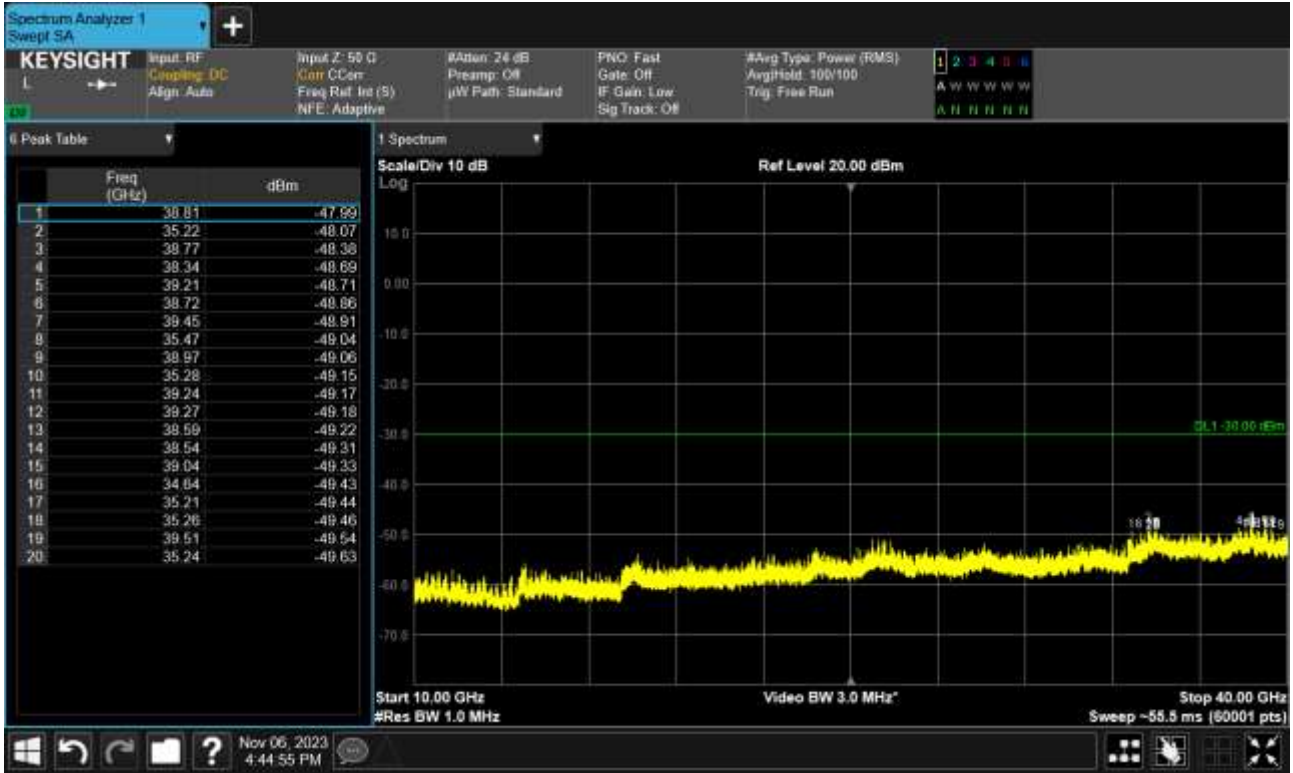 Spectrum Analyzer 1
Swept SA
KEYSIGHT
L
Input: RF
Coupling: DC
Align: Auto
Input Z: 50 Ω
Corr CCorr
Freq Ref: Int (S)
NFE: Adaptive
#Atten: 24 dB
Preamp: Off
µW Path: Standard
PNO: Fast
Gate: Off
IF Gain: Low
Sig Track: Off
#Avg Type: Power (RMS)
Avg|Hold: 100/100
Trig: Free Run
1 2 3 4 5 6
A W W W W W
A N N N N N
6 Peak Table
Freq (GHz) dBm
1 38.81 -47.99
2 35.22 -48.07
3 38.77 -48.38
4 38.34 -48.69
5 39.21 -48.71
6 38.72 -48.86
7 39.45 -48.91
8 35.47 -49.04
9 38.97 -49.06
10 35.28 -49.15
11 39.24 -49.17
12 39.27 -49.18
13 38.59 -49.22
14 38.54 -49.31
15 39.04 -49.33
16 34.64 -49.43
17 35.21 -49.44
18 35.26 -49.46
19 39.51 -49.54
20 35.24 -49.63
1 Spectrum
Scale/Div 10 dB
Ref Level 20.00 dBm
Log
10.0
0.00
-10.0
-20.0
-30.0
DL1 -30.00 dBm
-40.0
-50.0
-60.0
-70.0
Start 10.00 GHz
Video BW 3.0 MHz*
Stop 40.00 GHz
#Res BW 1.0 MHz
Sweep ~55.5 ms (60001 pts)
?
Nov 06, 2023
4:44:55 PM